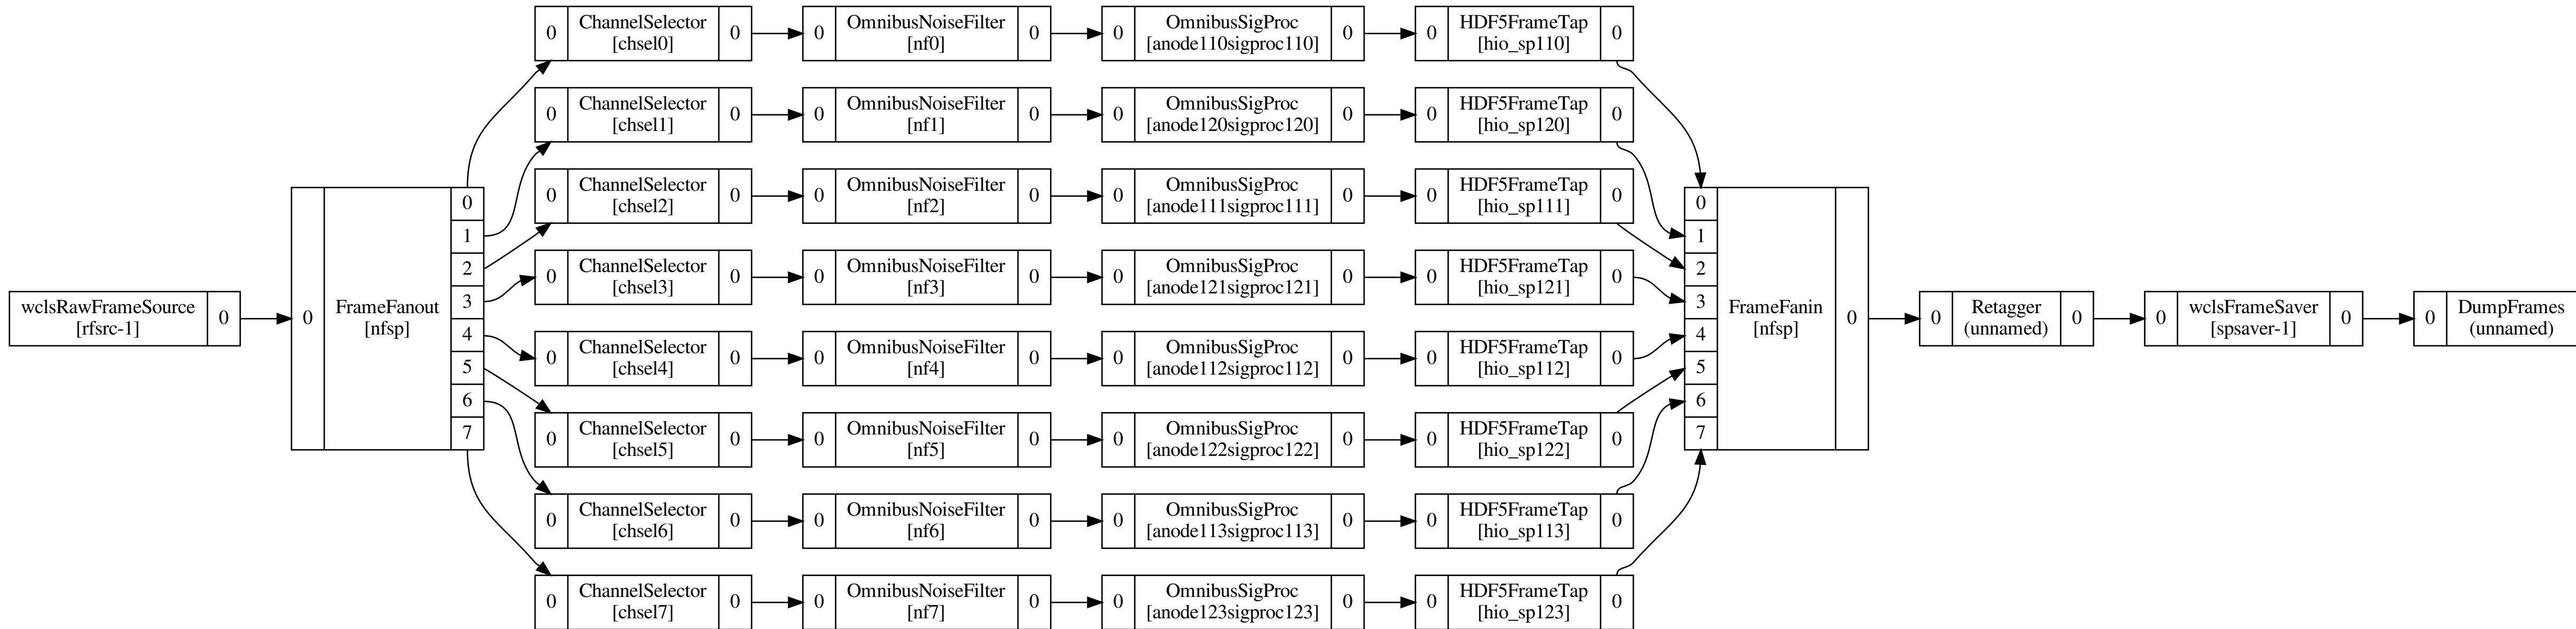 wclsRawFrameSource
[rfsrc-1]
0
0
FrameFanout
[nfsp]
0
1
2
3
4
5
6
7
0
ChannelSelector
[chsel0]
0
0
OmnibusNoiseFilter
[nf0]
0
0
OmnibusSigProc
[anode110sigproc110]
0
0
HDF5FrameTap
[hio_sp110]
0
0
ChannelSelector
[chsel1]
0
0
OmnibusNoiseFilter
[nf1]
0
0
OmnibusSigProc
[anode120sigproc120]
0
0
HDF5FrameTap
[hio_sp120]
0
0
ChannelSelector
[chsel2]
0
0
OmnibusNoiseFilter
[nf2]
0
0
OmnibusSigProc
[anode111sigproc111]
0
0
HDF5FrameTap
[hio_sp111]
0
0
ChannelSelector
[chsel3]
0
0
OmnibusNoiseFilter
[nf3]
0
0
OmnibusSigProc
[anode121sigproc121]
0
0
HDF5FrameTap
[hio_sp121]
0
0
ChannelSelector
[chsel4]
0
0
OmnibusNoiseFilter
[nf4]
0
0
OmnibusSigProc
[anode112sigproc112]
0
0
HDF5FrameTap
[hio_sp112]
0
0
ChannelSelector
[chsel5]
0
0
OmnibusNoiseFilter
[nf5]
0
0
OmnibusSigProc
[anode122sigproc122]
0
0
HDF5FrameTap
[hio_sp122]
0
0
ChannelSelector
[chsel6]
0
0
OmnibusNoiseFilter
[nf6]
0
0
OmnibusSigProc
[anode113sigproc113]
0
0
HDF5FrameTap
[hio_sp113]
0
0
ChannelSelector
[chsel7]
0
0
OmnibusNoiseFilter
[nf7]
0
0
OmnibusSigProc
[anode123sigproc123]
0
0
HDF5FrameTap
[hio_sp123]
0
0
1
2
3
4
5
6
7
FrameFanin
[nfsp]
0
0
Retagger
(unnamed)
0
0
wclsFrameSaver
[spsaver-1]
0
0
DumpFrames
(unnamed)